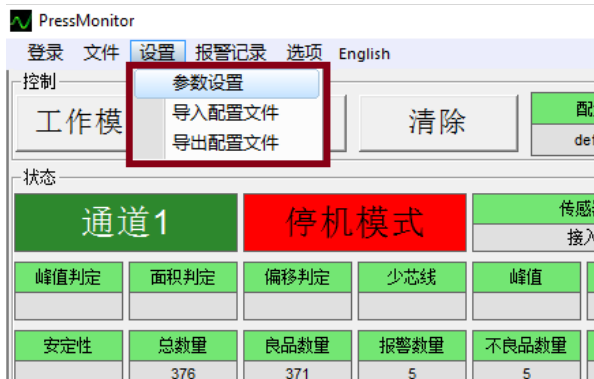 PressMonitor
登录 文件 设置 报警记录 选项 English
控制
参数设置
导入配置文件
导出配置文件
工作模
清除
状态
通道1
停机模式
接入
峰值判定 面积判定 偏移判定 少芯线 峰值
安定性 总数量 良品数量 报警数量 不良品数量
376 371 5 5